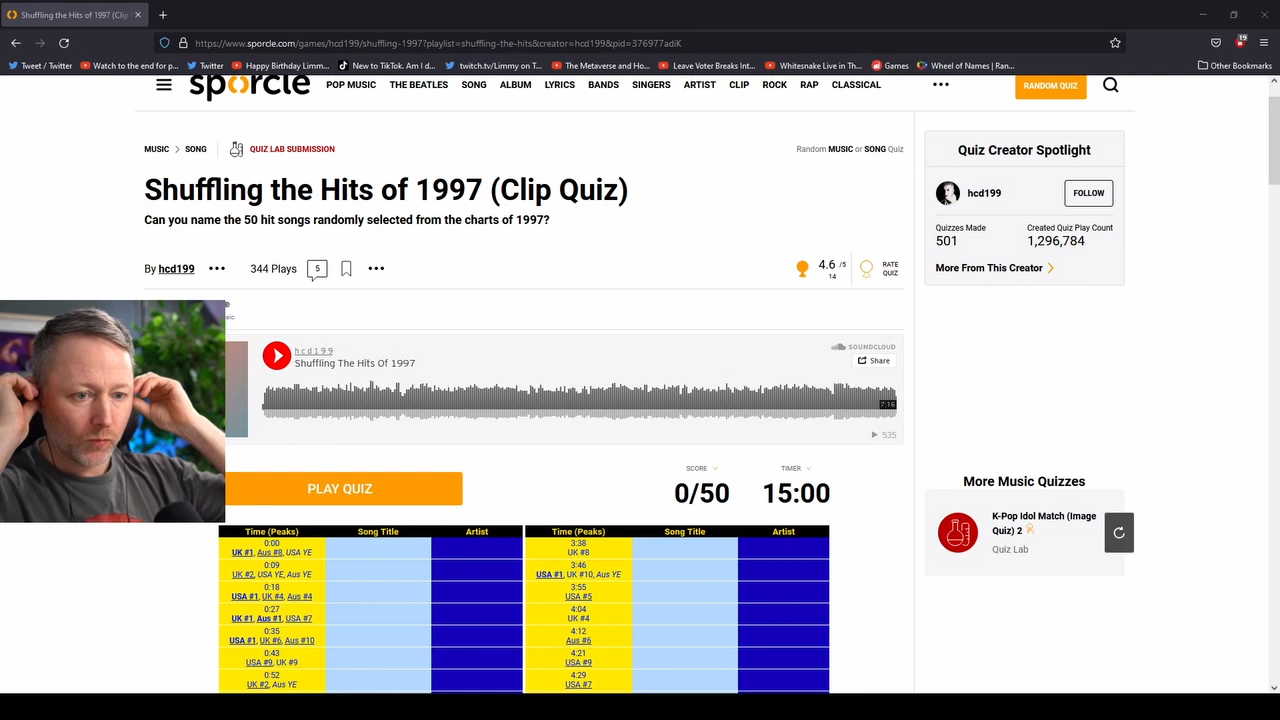 Shuffling the Hits of 1997 (Clip
https://www.sporcle.com/games/hcd199/shuffling-1997?playlist=shuffling-the-hits&creator=hcd199&pid=376977adiK
19
Tweet / Twitter
Watch to the end for p...
Twitter
Happy Birthday Limm...
New to TikTok. Am I d...
twitch.tv/Limmy on T...
The Metaverse and Ho...
Leave Voter Breaks Int...
Whitesnake Live in Th...
Games
Wheel of Names | Ran...
Other Bookmarks
sporcle
POP MUSIC
THE BEATLES
SONG
ALBUM
LYRICS
BANDS
SINGERS
ARTIST
CLIP
ROCK
RAP
CLASSICAL
RANDOM QUIZ
MUSIC > SONG
QUIZ LAB SUBMISSION
Random MUSIC or SONG Quiz
Shuffling the Hits of 1997 (Clip Quiz)
Can you name the 50 hit songs randomly selected from the charts of 1997?
By hcd199
344 Plays
5
4.6 /5
14
RATE
QUIZ
Quiz Creator Spotlight
hcd199
FOLLOW
Quizzes Made
501
Created Quiz Play Count
1,296,784
More From This Creator
h c d 1 9 9
Shuffling The Hits Of 1997
SOUNDCLOUD
Share
7:16
535
PLAY QUIZ
SCORE
0/50
TIMER
15:00
Time (Peaks) Song Title Artist
0:00
UK #1, Aus #8, USA YE
0:09
UK #2, USA YE, Aus YE
0:18
USA #1, UK #4, Aus #4
0:27
UK #1, Aus #1, USA #7
0:35
USA #1, UK #6, Aus #10
0:43
USA #9, UK #9
0:52
UK #2, Aus YE
Time (Peaks) Song Title Artist
3:38
UK #8
3:46
USA #1, UK #10, Aus YE
3:55
USA #5
4:04
UK #4
4:12
Aus #6
4:21
USA #9
4:29
USA #7
More Music Quizzes
K-Pop Idol Match (Image
Quiz) 2
Quiz Lab